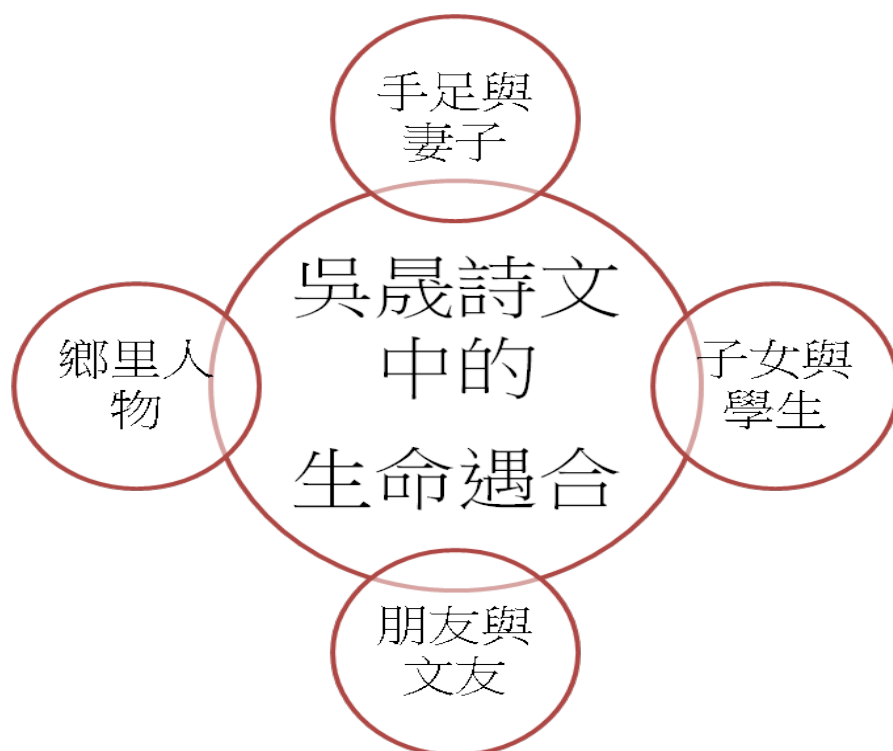 手足與
妻子
吳晟詩文
中的
生命遇合
鄉里人
物
子女與
學生
朋友與
文友